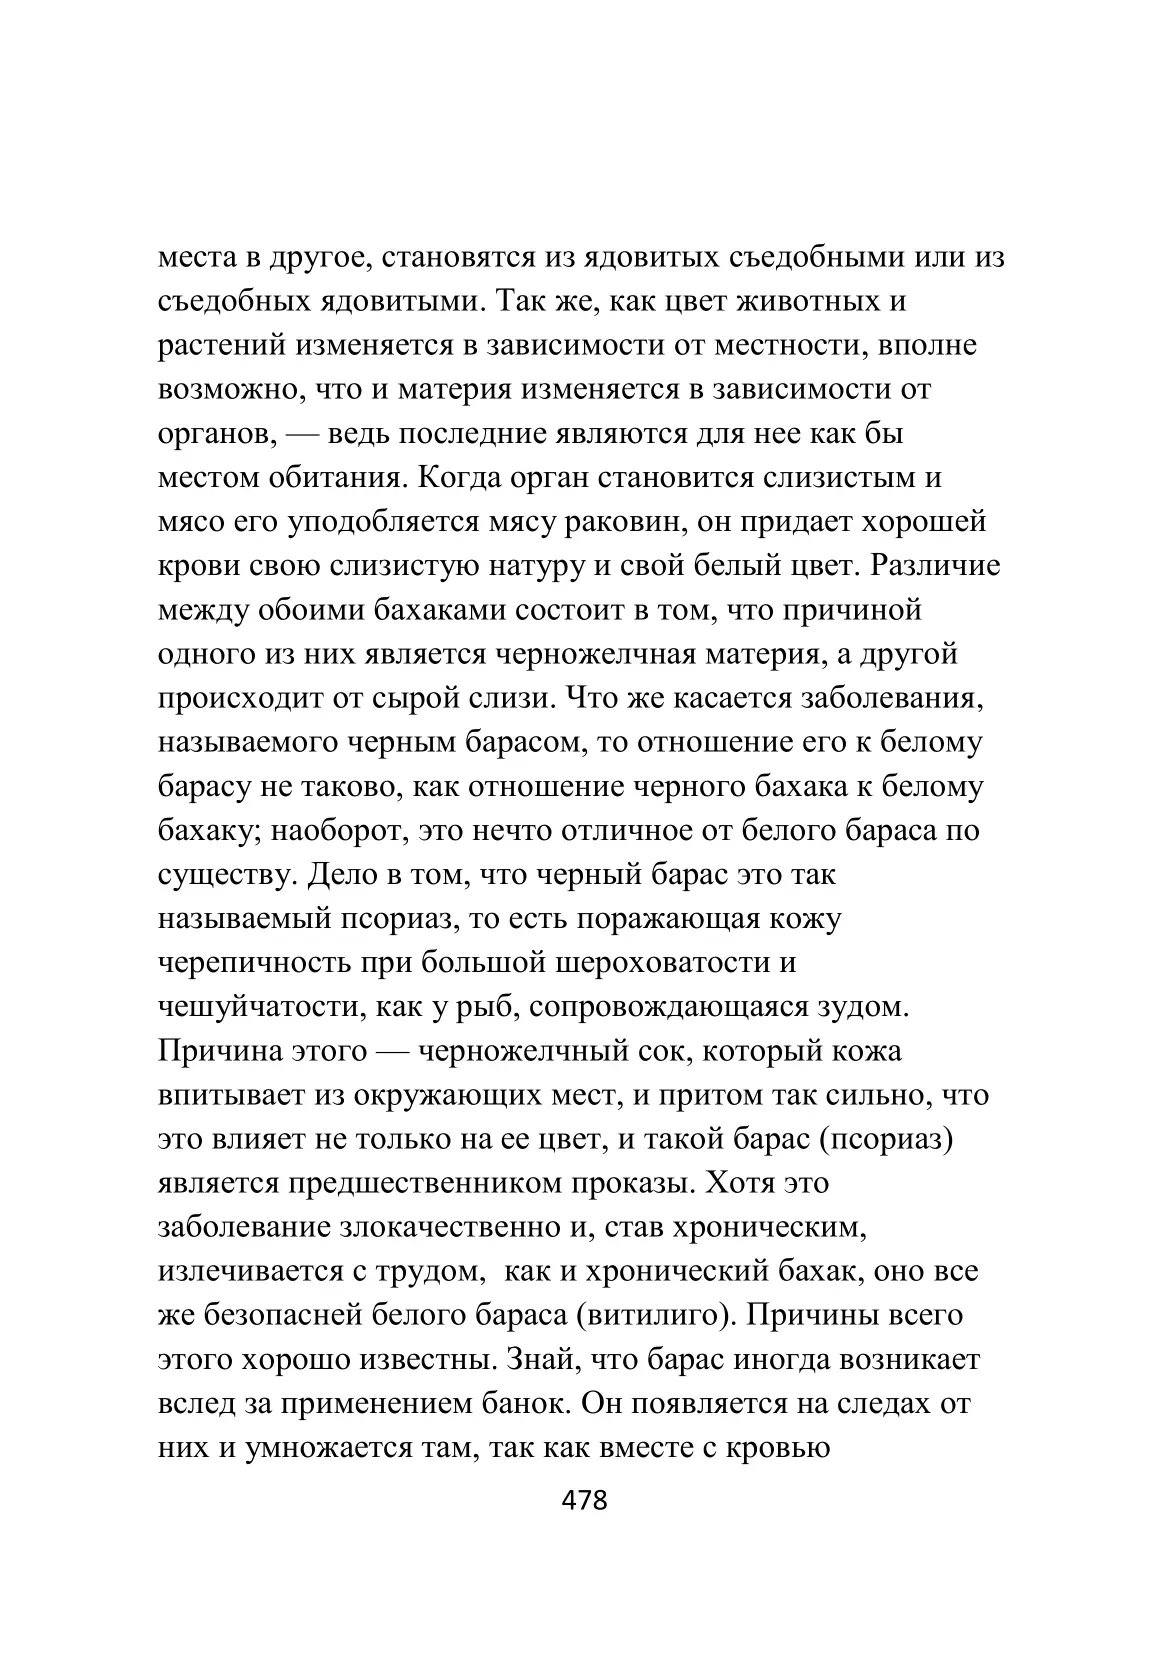 места в другое, становятся из ядовитых съедобными или из
съедобных ядовитыми. Так же, как цвет животных и
растений изменяется в зависимости от местности, вполне
возможно, что и материя изменяется в зависимости от
органов, — ведь последние являются для нее как бы
местом обитания. Когда орган становится слизистым и
мясо его уподобляется мясу раковин, он придает хорошей
крови свою слизистую натуру и свой белый цвет. Различие
между обоими бахаками состоит в том, что причиной
одного из них является черножелчная материя, а другой
происходит от сырой слизи. Что же касается заболевания,
называемого черным барасом, то отношение его к белому
барасу не таково, как отношение черного бахака к белому
бахаку; наоборот, это нечто отличное от белого бараса по
существу. Дело в том, что черный барас это так
называемый псориаз, то есть поражающая кожу
черепичность при большой шероховатости и
чешуйчатости, как у рыб, сопровождающаяся зудом.
Причина этого — черножелчный сок, который кожа
впитывает из окружающих мест, и притом так сильно, что
это влияет не только на ее цвет, и такой барас (псориаз)
является предшественником проказы. Хотя это
заболевание злокачественно и, став хроническим,
излечивается с трудом,  как и хронический бахак, оно все
же безопасней белого бараса (витилиго). Причины всего
этого хорошо известны. Знай, что барас иногда возникает
вслед за применением банок. Он появляется на следах от
них и умножается там, так как вместе с кровью
478